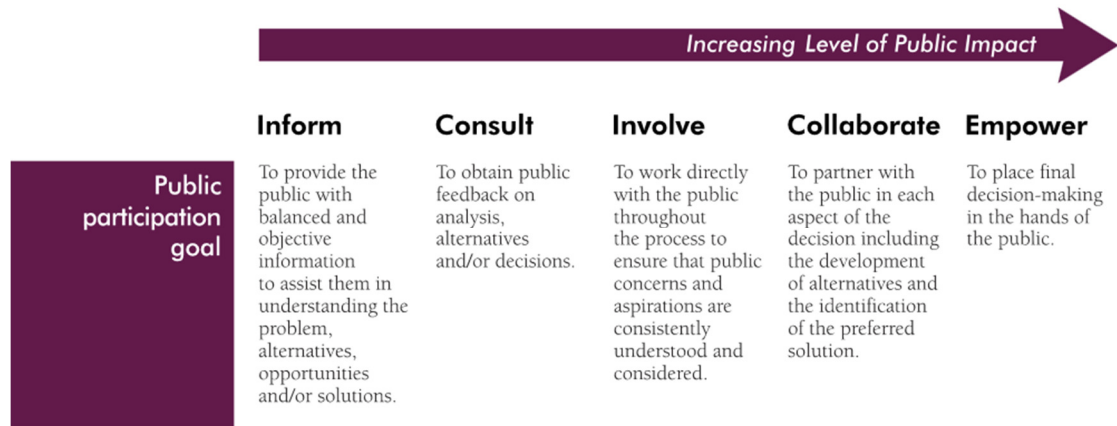 Increasing Level of Public Impact
Inform
Consult
Involve
Collaborate
Empower
Public
participation
goal
To provide the
public with
balanced and
objective
information
to assist them in
understanding the
problem,
alternatives,
opportunities
and/or solutions.
To obtain public
feedback on
analysis,
alternatives
and/or decisions.
To work directly
with the public
throughout
the process to
ensure that public
concerns and
aspirations are
consistently
understood and
considered.
To partner with
the public in each
aspect of the
decision including
the development
of alternatives and
the identification
of the preferred
solution.
To place final
decision-making
in the hands of
the public.